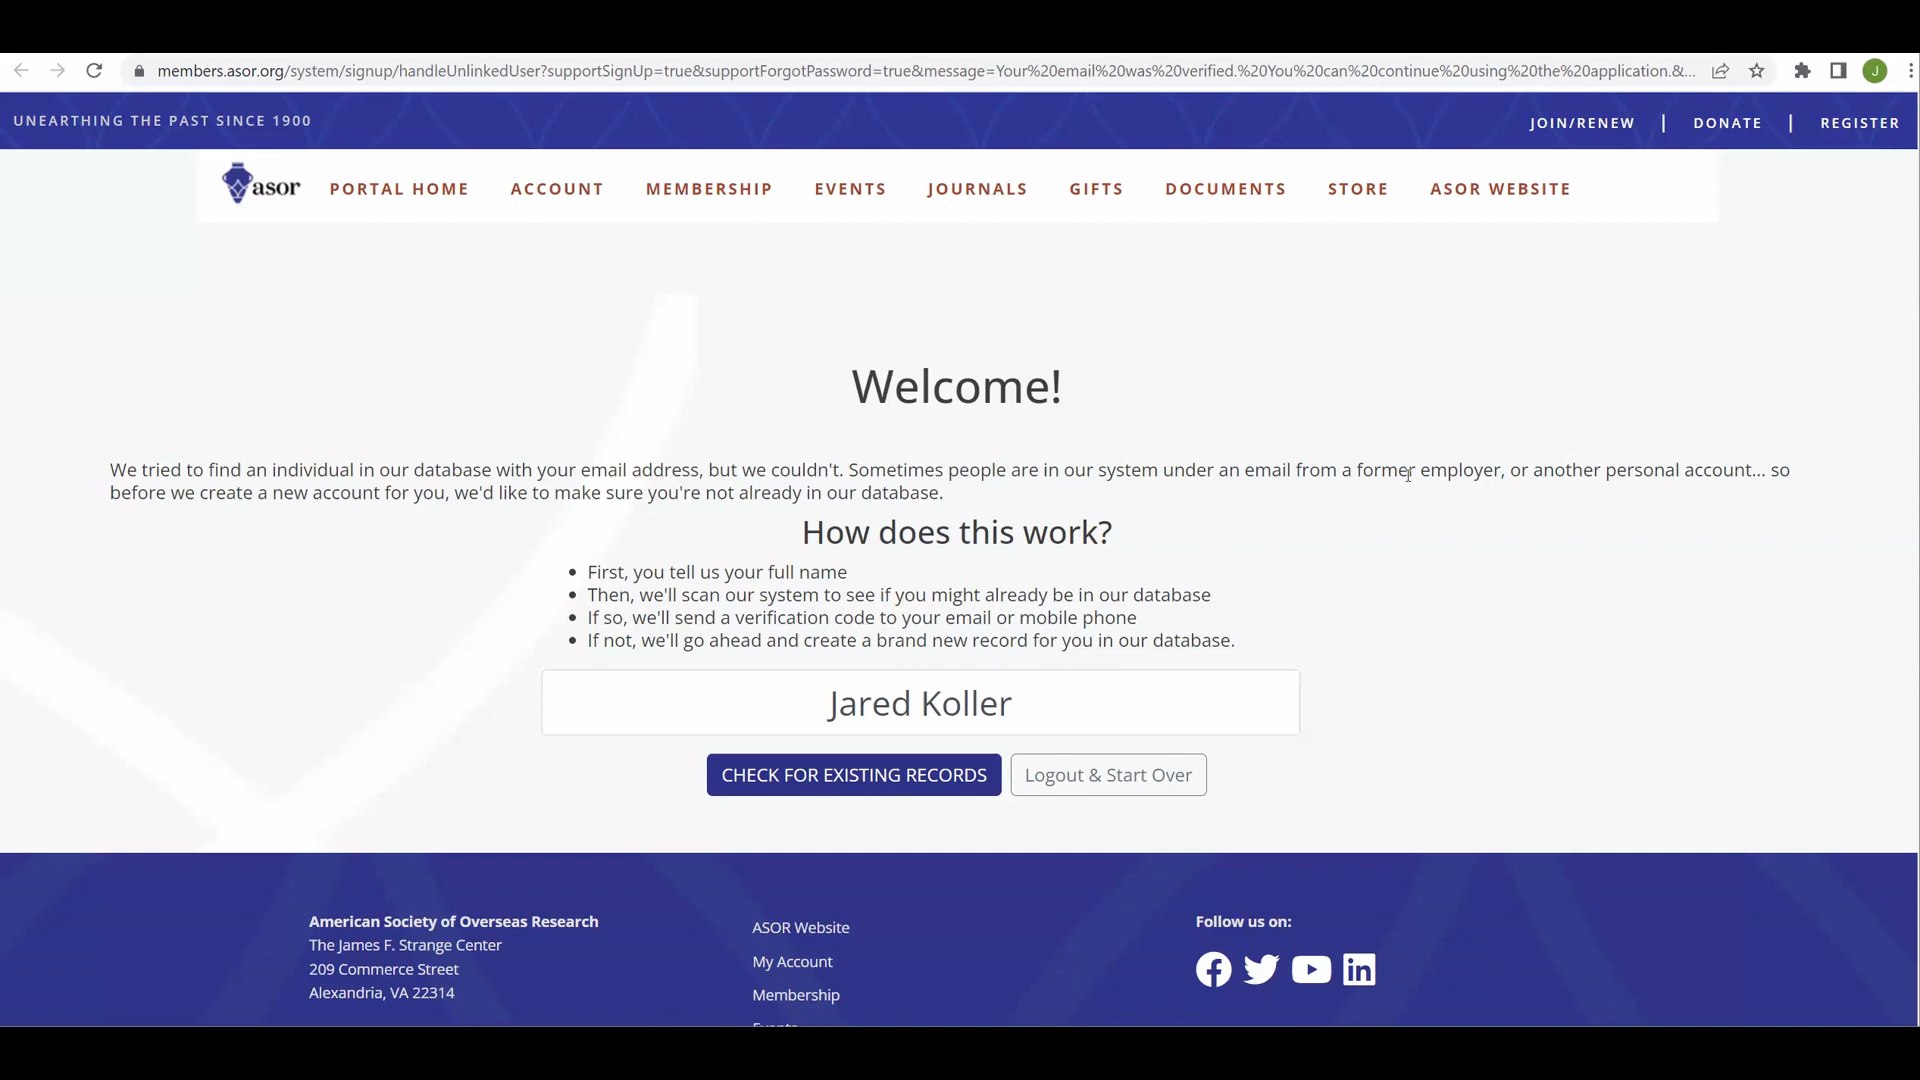 members.asor.org/system/signup/handleUnlinkedUser?supportSignUp=true&supportForgotPassword=true&message=Your%20email%20was%20verified.%20You%20can%20continue%20using%20the%20application.&...
J
UNEARTHING THE PAST SINCE 1900
JOIN/RENEW | DONATE | REGISTER
asor PORTAL HOME ACCOUNT MEMBERSHIP EVENTS JOURNALS GIFTS DOCUMENTS STORE ASOR WEBSITE
Welcome!
We tried to find an individual in our database with your email address, but we couldn't. Sometimes people are in our system under an email from a former employer, or another personal account... so
before we create a new account for you, we'd like to make sure you're not already in our database.
How does this work?
• First, you tell us your full name
• Then, we'll scan our system to see if you might already be in our database
• If so, we'll send a verification code to your email or mobile phone
• If not, we'll go ahead and create a brand new record for you in our database.
Jared Koller
CHECK FOR EXISTING RECORDS Logout & Start Over
American Society of Overseas Research
The James F. Strange Center
209 Commerce Street
Alexandria, VA 22314
ASOR Website
My Account
Membership
Follow us on: